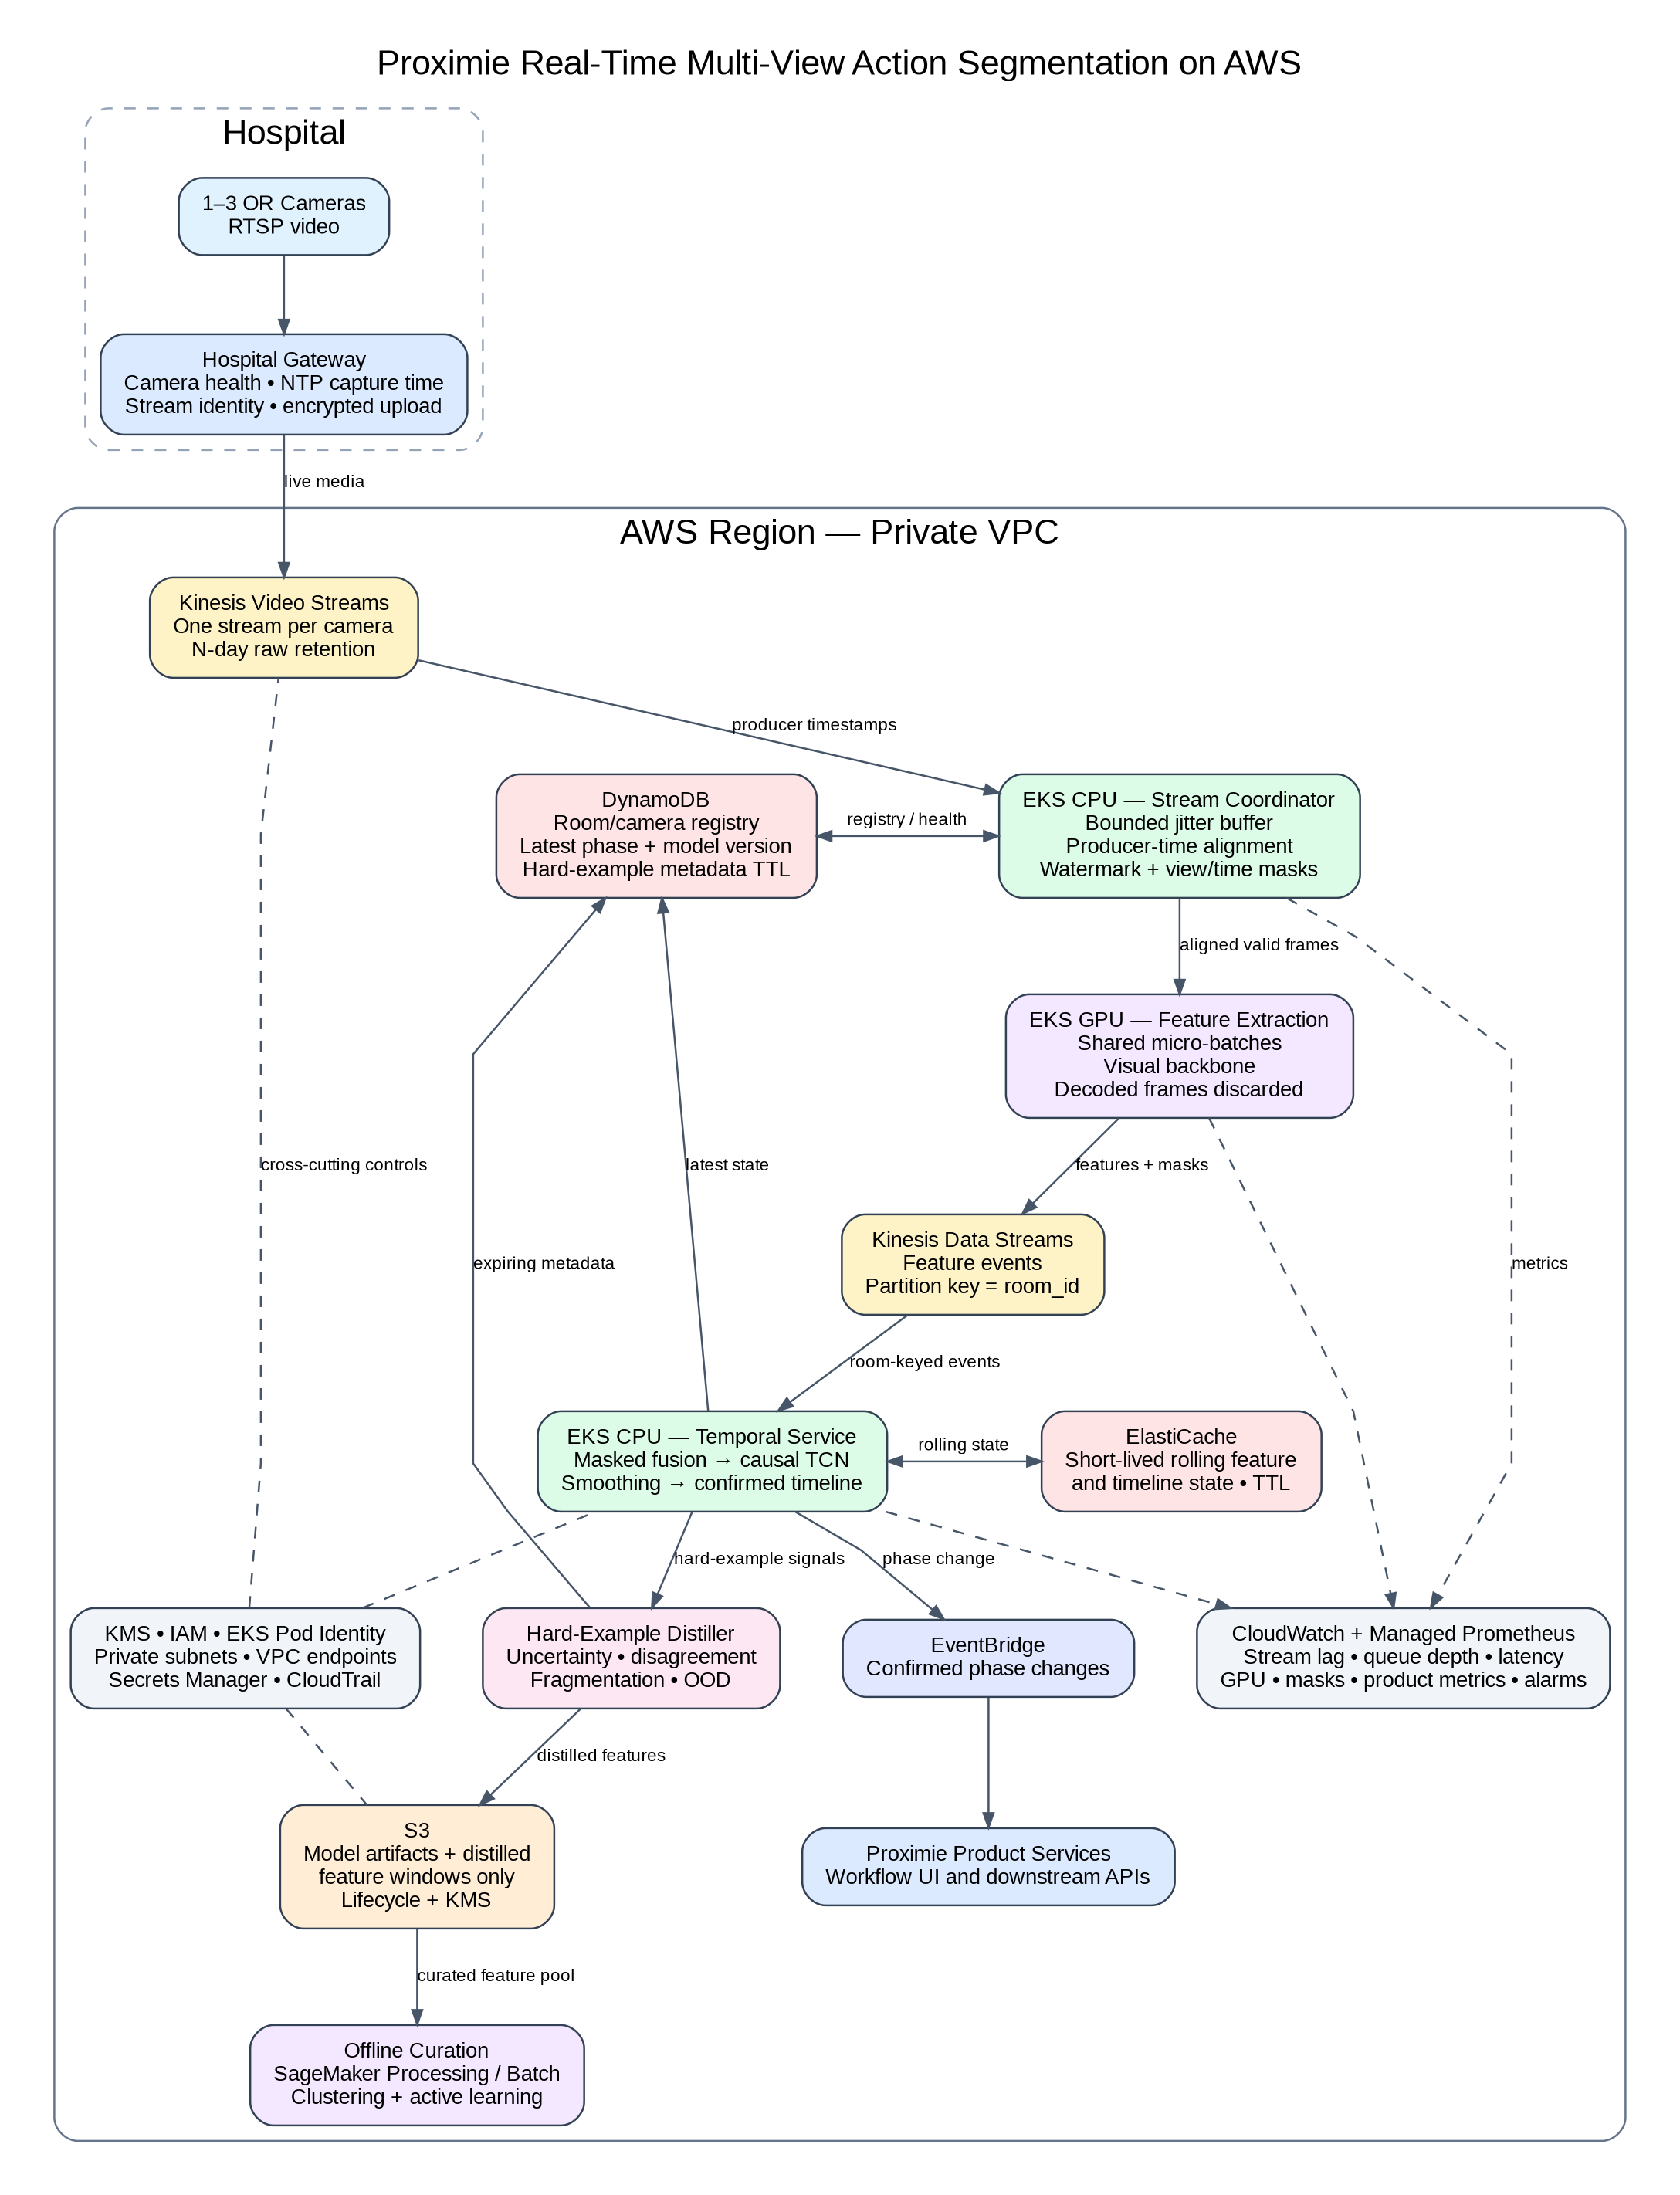 Proximie Real-Time Multi-View Action Segmentation on AWS
Hospital
1–3 OR Cameras
RTSP video
Hospital Gateway
Camera health • NTP capture time
Stream identity • encrypted upload
live media
AWS Region — Private VPC
Kinesis Video Streams
One stream per camera
N-day raw retention
producer timestamps
DynamoDB
Room/camera registry
Latest phase + model version
Hard-example metadata TTL
registry / health
EKS CPU — Stream Coordinator
Bounded jitter buffer
Producer-time alignment
Watermark + view/time masks
aligned valid frames
EKS GPU — Feature Extraction
Shared micro-batches
Visual backbone
Decoded frames discarded
cross-cutting controls
latest state
features + masks
Kinesis Data Streams
Feature events
Partition key = room_id
expiring metadata
metrics
room-keyed events
EKS CPU — Temporal Service
Masked fusion → causal TCN
Smoothing → confirmed timeline
rolling state
ElastiCache
Short-lived rolling feature
and timeline state • TTL
hard-example signals
phase change
KMS • IAM • EKS Pod Identity
Private subnets • VPC endpoints
Secrets Manager • CloudTrail
Hard-Example Distiller
Uncertainty • disagreement
Fragmentation • OOD
EventBridge
Confirmed phase changes
CloudWatch + Managed Prometheus
Stream lag • queue depth • latency
GPU • masks • product metrics • alarms
distilled features
S3
Model artifacts + distilled
feature windows only
Lifecycle + KMS
Proximie Product Services
Workflow UI and downstream APIs
curated feature pool
Offline Curation
SageMaker Processing / Batch
Clustering + active learning